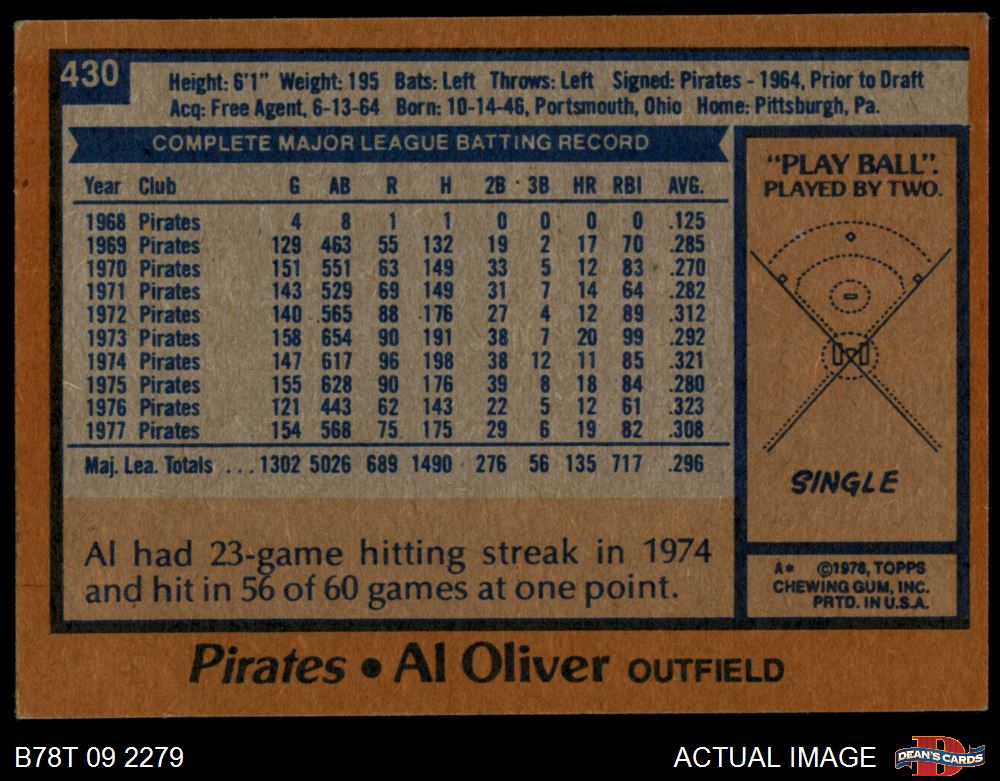 430
Height: 6'1" Weight: 195 Bats: Left Throws: Left Signed: Pirates - 1964, Prior to Draft
Acq: Free Agent, 6-13-64 Born: 10-14-46, Portsmouth, Ohio Home: Pittsburgh, Pa.
COMPLETE MAJOR LEAGUE BATTING RECORD
Year Club G AB R H 2B 3B HR RBI AVG.
1968 Pirates 4 8 1 1 0 0 0 0 .125
1969 Pirates 129 463 55 132 19 2 17 70 .285
1970 Pirates 151 551 63 149 33 5 12 83 .270
1971 Pirates 143 529 69 149 31 7 14 64 .282
1972 Pirates 140 565 88 176 27 4 12 89 .312
1973 Pirates 158 654 90 191 38 7 20 99 .292
1974 Pirates 147 617 96 198 38 12 11 85 .321
1975 Pirates 155 628 90 176 39 8 18 84 .280
1976 Pirates 121 443 62 143 22 5 12 61 .323
1977 Pirates 154 568 75 175 29 6 19 82 .308
Maj. Lea. Totals ... 1302 5026 689 1490 276 56 135 717 .296
Al had 23-game hitting streak in 1974
and hit in 56 of 60 games at one point.
"PLAY BALL".
PLAYED BY TWO.
SINGLE
A* ©1978, TOPPS
CHEWING GUM, INC.
PRTD. IN U.S.A.
Pirates • Al Oliver OUTFIELD
B78T 09 2279
ACTUAL IMAGE
D
DEAN'S CARDS